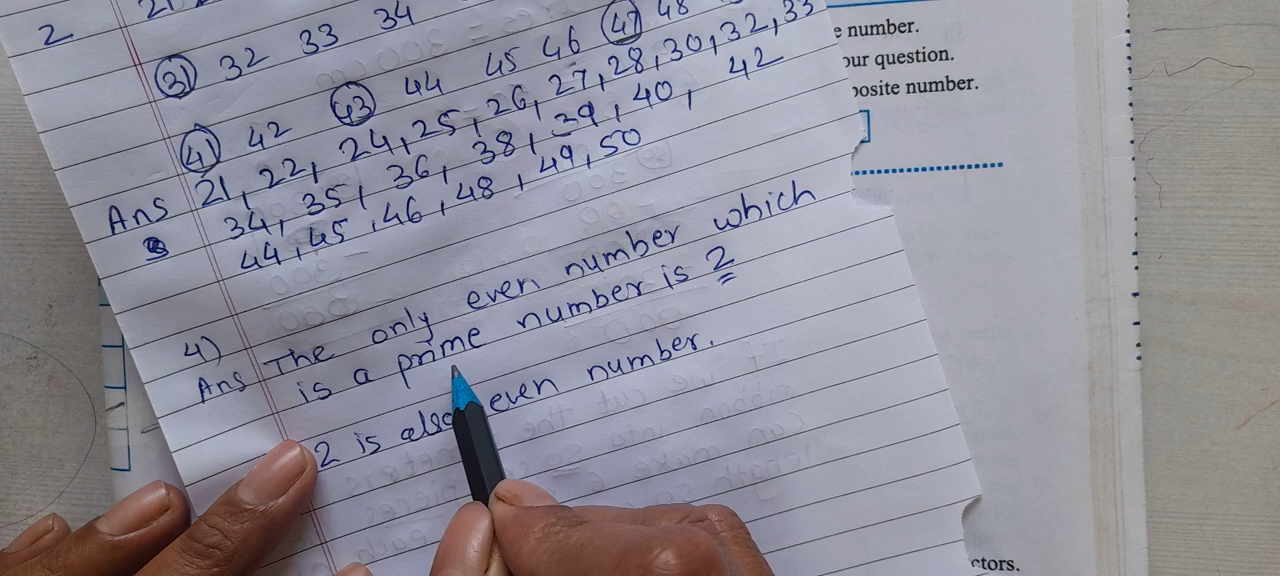 2 21
31 32 33 34
41 42 43 44 45 46 47 48
Ans 21, 22, 24, 25, 26, 27, 28, 30, 32, 33
34, 35, 36, 38, 39, 40, 42
44, 45, 46, 48, 49, 50
4)
Ans The only even number which
is a prime number is 2
2 is also even number.
e number.
our question.
posite number.
ctors.